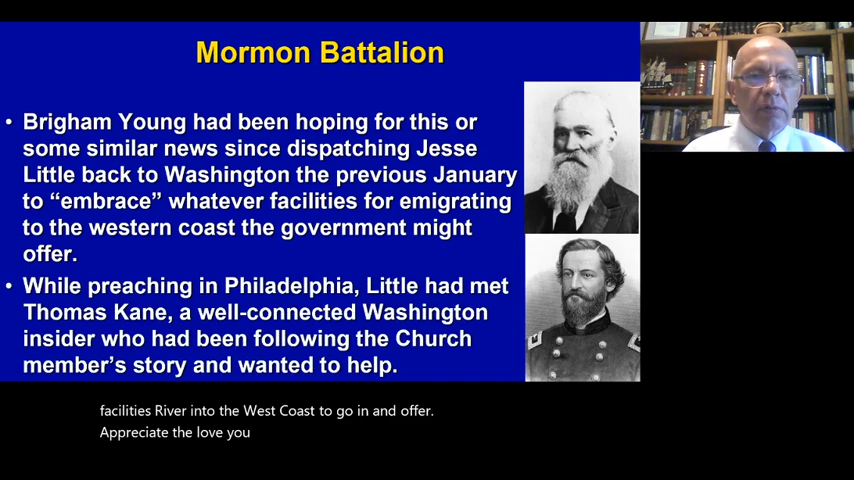 Mormon Battalion
• Brigham Young had been hoping for this or
some similar news since dispatching Jesse
Little back to Washington the previous January
to “embrace” whatever facilities for emigrating
to the western coast the government might
offer.
• While preaching in Philadelphia, Little had met
Thomas Kane, a well-connected Washington
insider who had been following the Church
member’s story and wanted to help.
facilities River into the West Coast to go in and offer.
Appreciate the love you